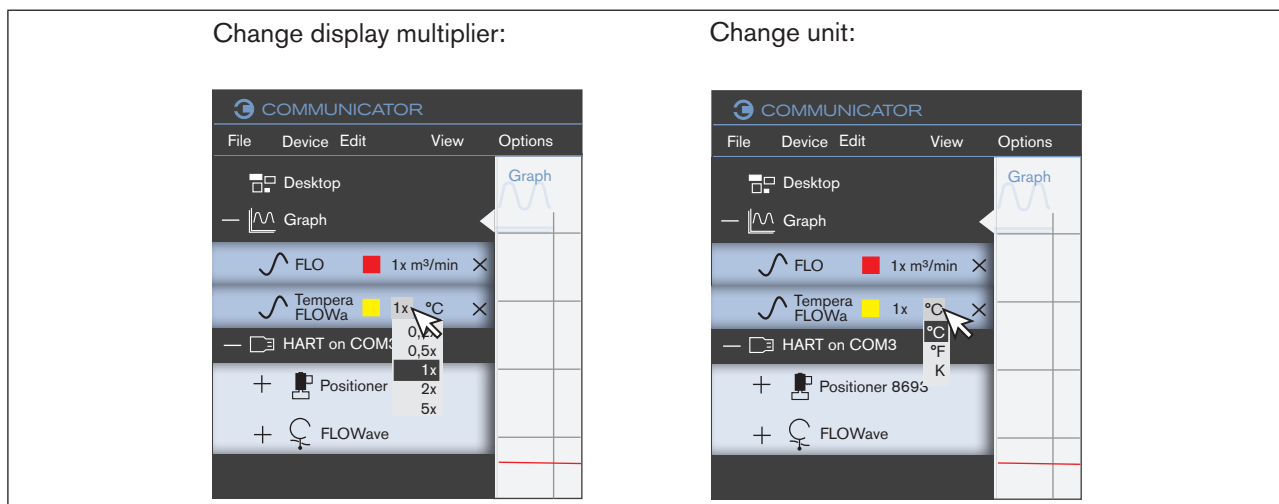 Change display multiplier:
COMMUNICATOR
File Device Edit View Options
Desktop
Graph
Graph
FLO 1x m³/min
Tempera
FLOWa 1x °C
0,5x
HART on COM3
1x
Positioner
2x
5x
FLOWave
Change unit:
COMMUNICATOR
File Device Edit View Options
Desktop
Graph
Graph
FLO 1x m³/min
Tempera
FLOWa 1x °C
°C
HART on COM3
°F
K
Positioner 8693
FLOWave